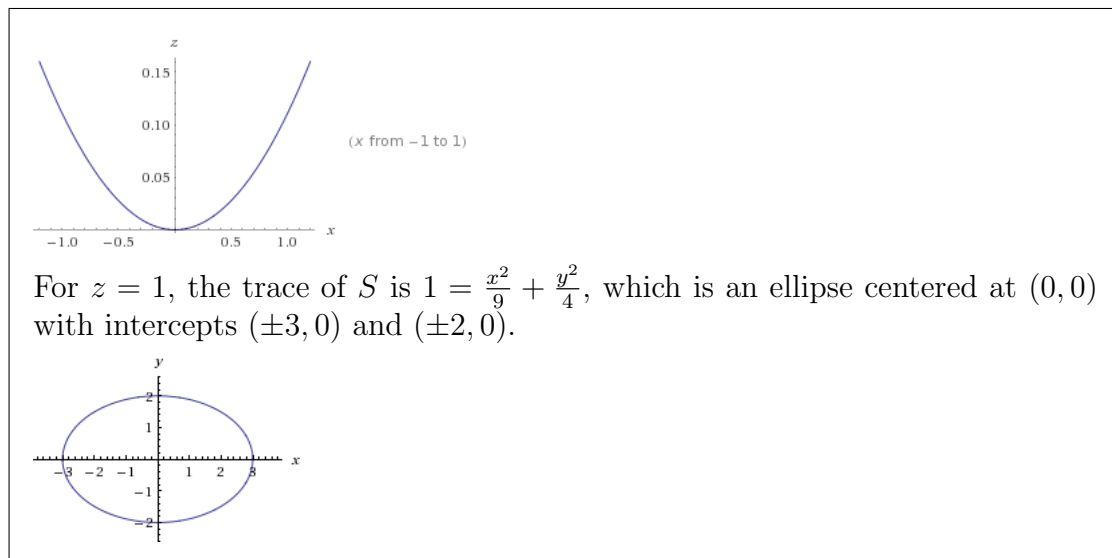 z
0.15
0.10
(x from −1 to 1)
0.05
−1.0 −0.5 0.5 1.0 x
For z = 1, the trace of S is 1 = x²/9 + y²/4, which is an ellipse centered at (0, 0)
with intercepts (±3, 0) and (±2, 0).
y
2
1
−3 −2 −1 1 2 3 x
−1
−2